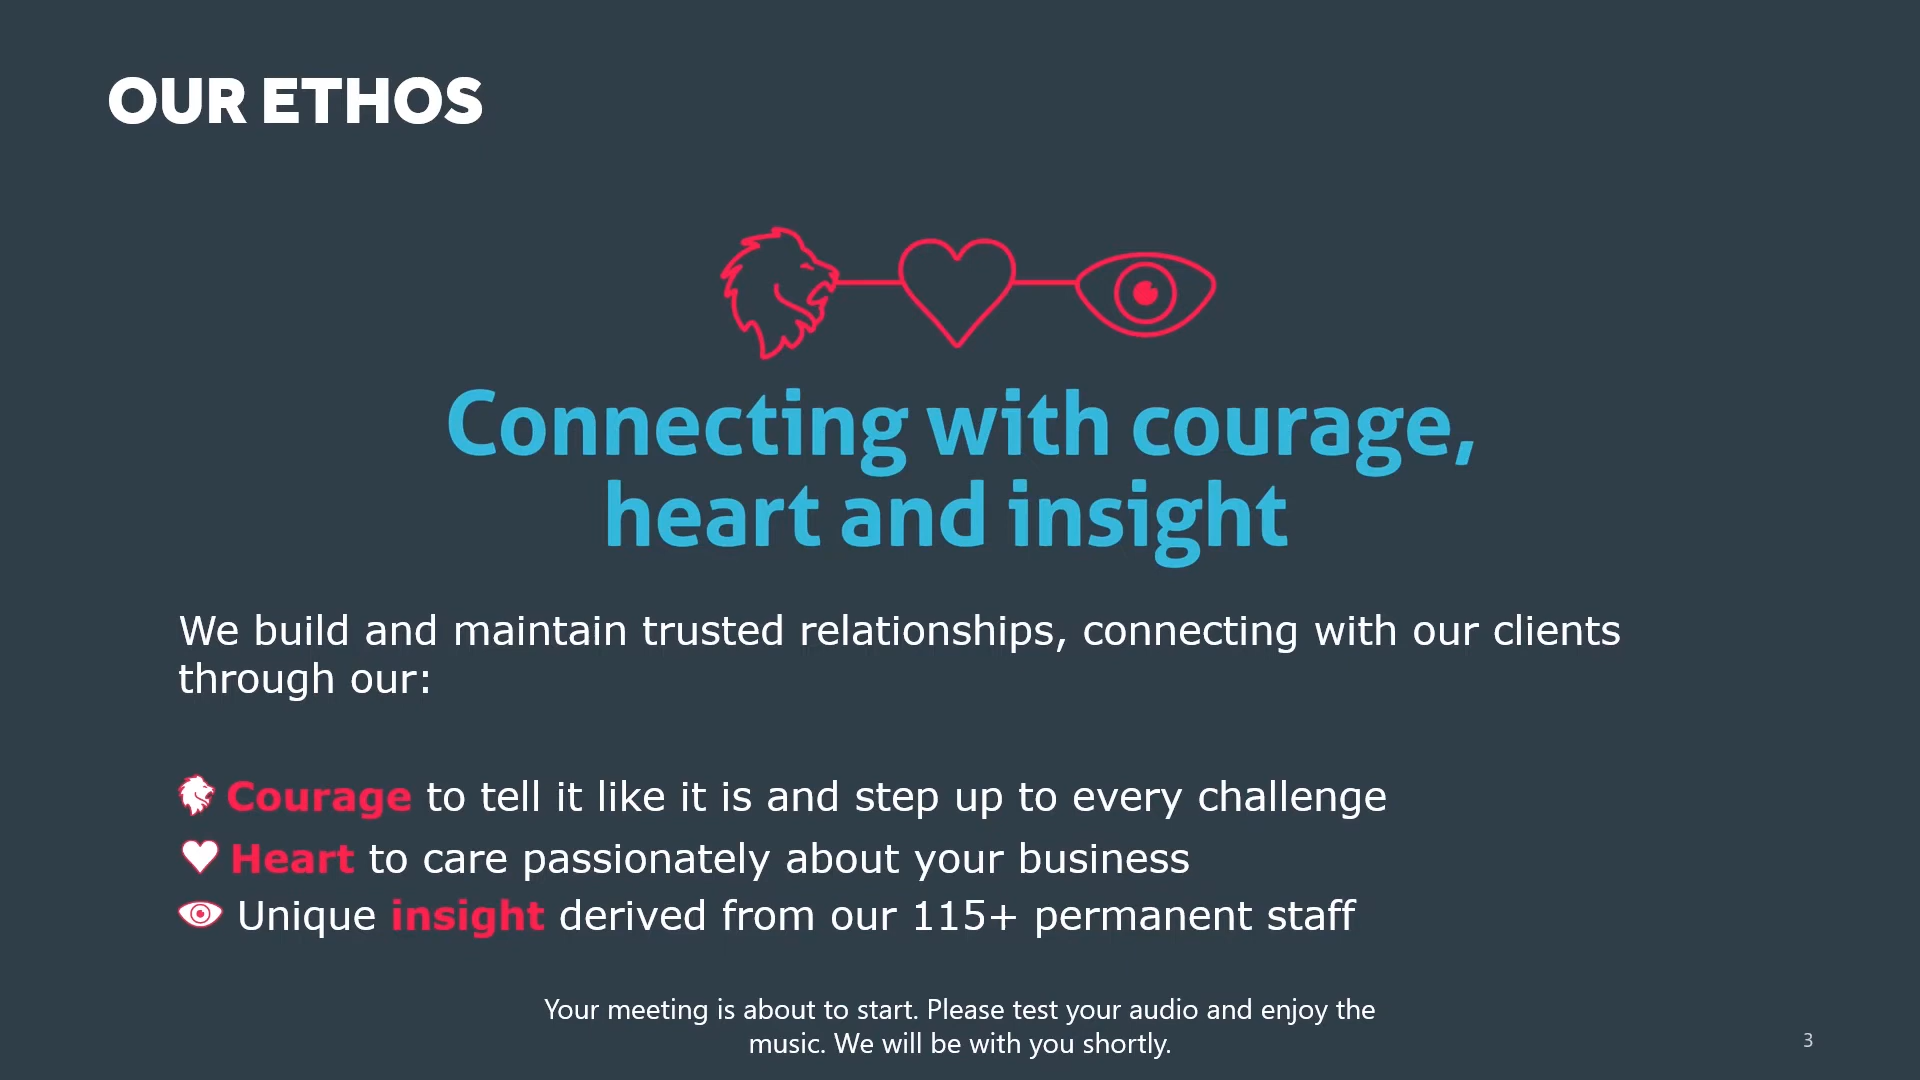 OUR ETHOS
Connecting with courage,
heart and insight
We build and maintain trusted relationships, connecting with our clients
through our:
Courage to tell it like it is and step up to every challenge
Heart to care passionately about your business
Unique insight derived from our 115+ permanent staff
Your meeting is about to start. Please test your audio and enjoy the
music. We will be with you shortly.
3